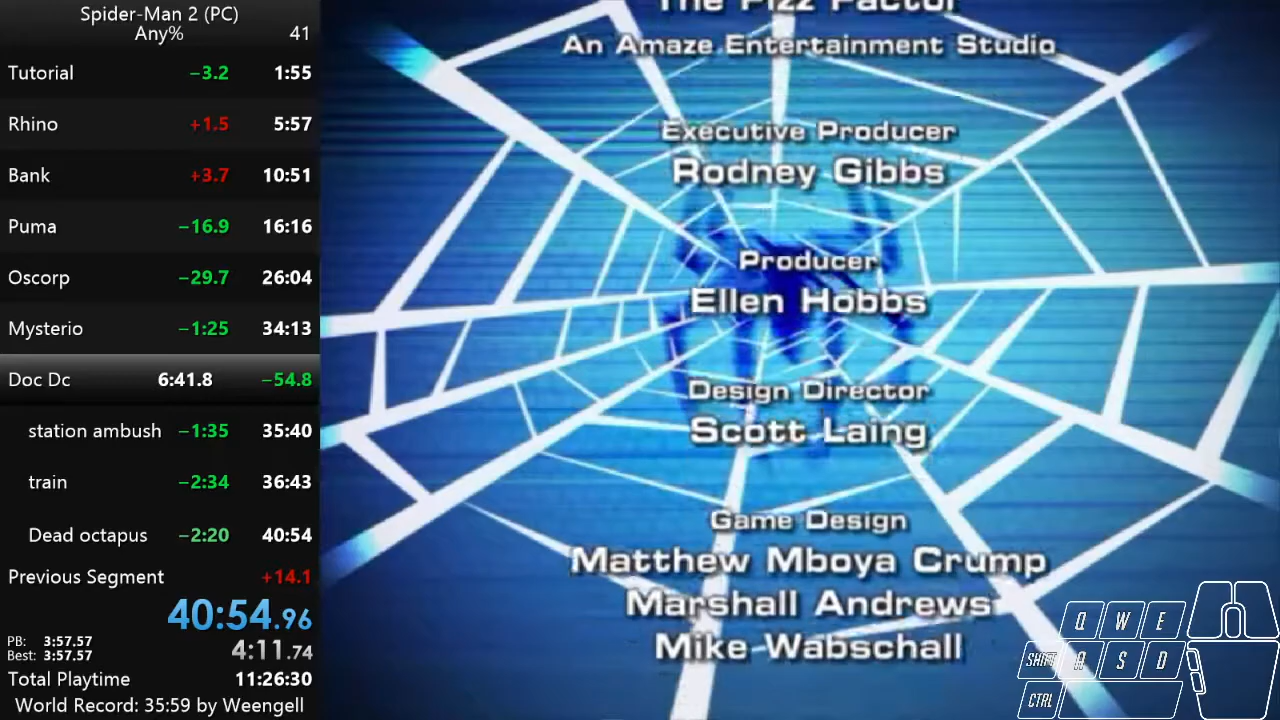 Spider-Man 2 (PC)
Any% 41
Tutorial −3.2 1:55
Rhino +1.5 5:57
Bank +3.7 10:51
Puma −16.9 16:16
Oscorp −29.7 26:04
Mysterio −1:25 34:13
Doc Dc 6:41.8 −54.8
station ambush −1:35 35:40
train −2:34 36:43
Dead octapus −2:20 40:54
Previous Segment +14.1
40:54.96
PB: 3:57.57
Best: 3:57.57
4:11.74
Total Playtime 11:26:30
World Record: 35:59 by Weengell
The Fizz Factor
An Amaze Entertainment Studio
Executive Producer
Rodney Gibbs
Producer
Ellen Hobbs
Design Director
Scott Laing
Game Design
Matthew Mboya Crump
Marshall Andrews
Mike Wabschall
Q W E
SHIFT A S D
CTRL